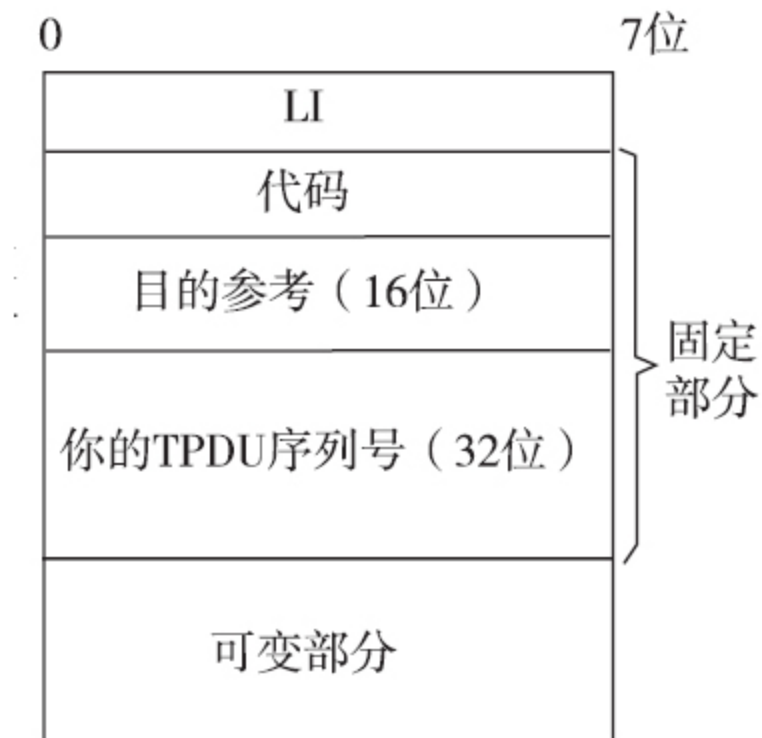 0 7位
LI
代码
目的参考（16位）
固定
部分
你的TPDU序列号（32位）
可变部分